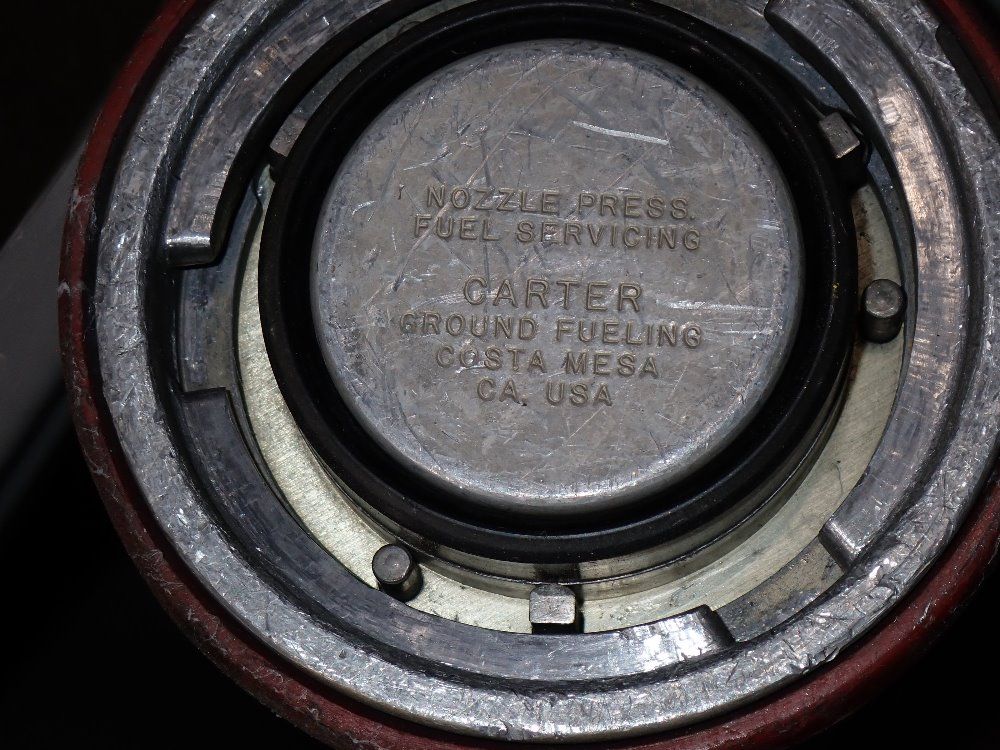 NOZZLE PRESS.
FUEL SERVICING
CARTER
GROUND FUELING
COSTA MESA
CA. USA